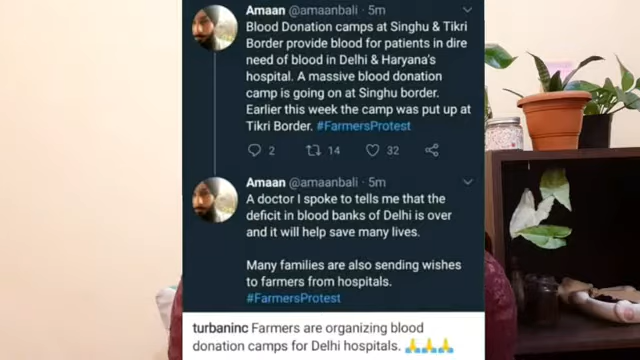 Amaan @amaanbali · 5m
Blood Donation camps at Singhu & Tikri
Border provide blood for patients in dire
need of blood in Delhi & Haryana's
hospital. A massive blood donation
camp is going on at Singhu border.
Earlier this week the camp was put up at
Tikri Border. #FarmersProtest
2 14 32
Amaan @amaanbali · 5m
A doctor I spoke to tells me that the
deficit in blood banks of Delhi is over
and it will help save many lives.
Many families are also sending wishes
to farmers from hospitals.
#FarmersProtest
turbaninc Farmers are organizing blood
donation camps for Delhi hospitals. 🙏🙏🙏